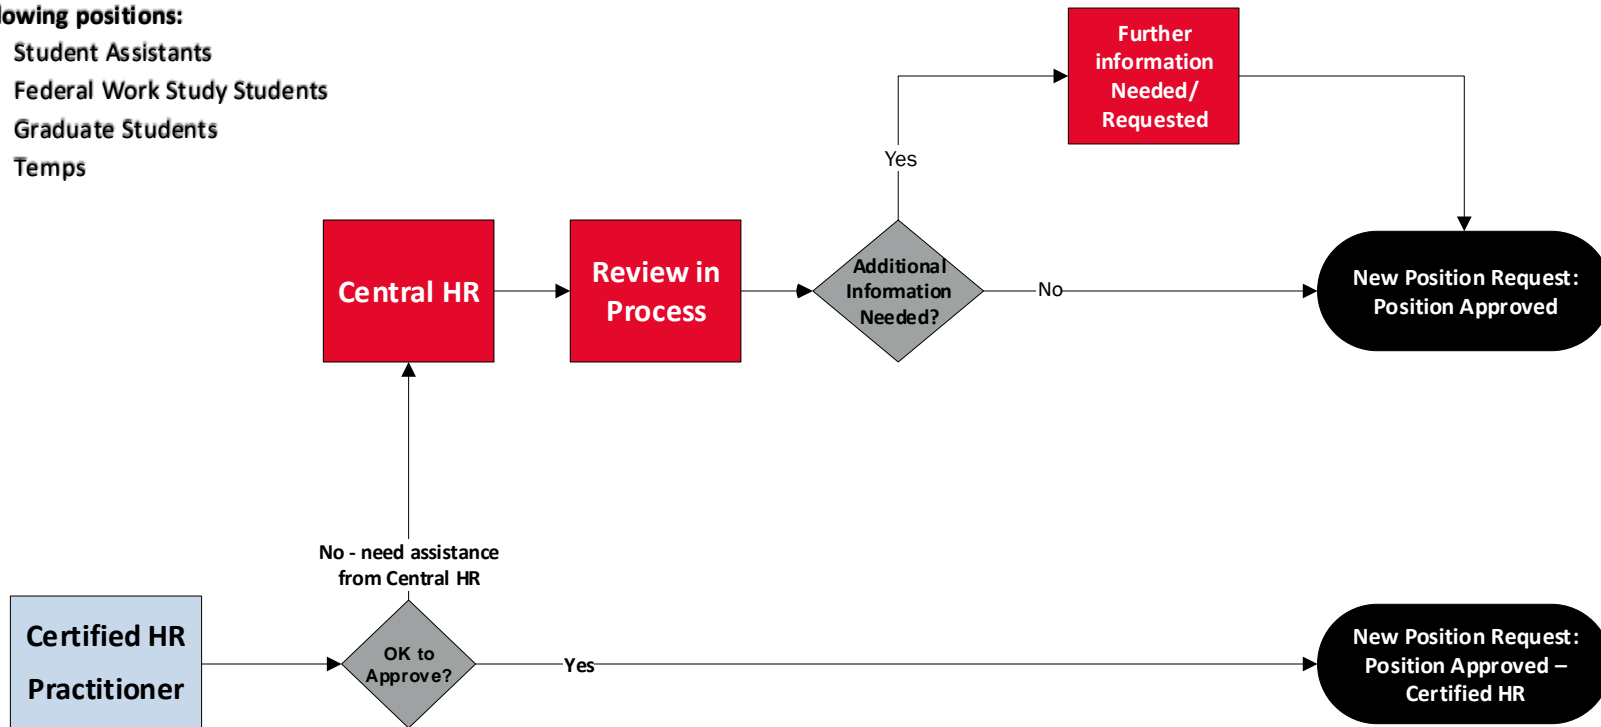 lowing positions:
Student Assistants
Federal Work Study Students
Graduate Students
Temps
Further
information
Needed/
Requested
Yes
Central HR
Review in
Process
Additional
Information
Needed?
No
New Position Request:
Position Approved
No - need assistance
from Central HR
Certified HR
Practitioner
OK to
Approve?
Yes
New Position Request:
Position Approved –
Certified HR